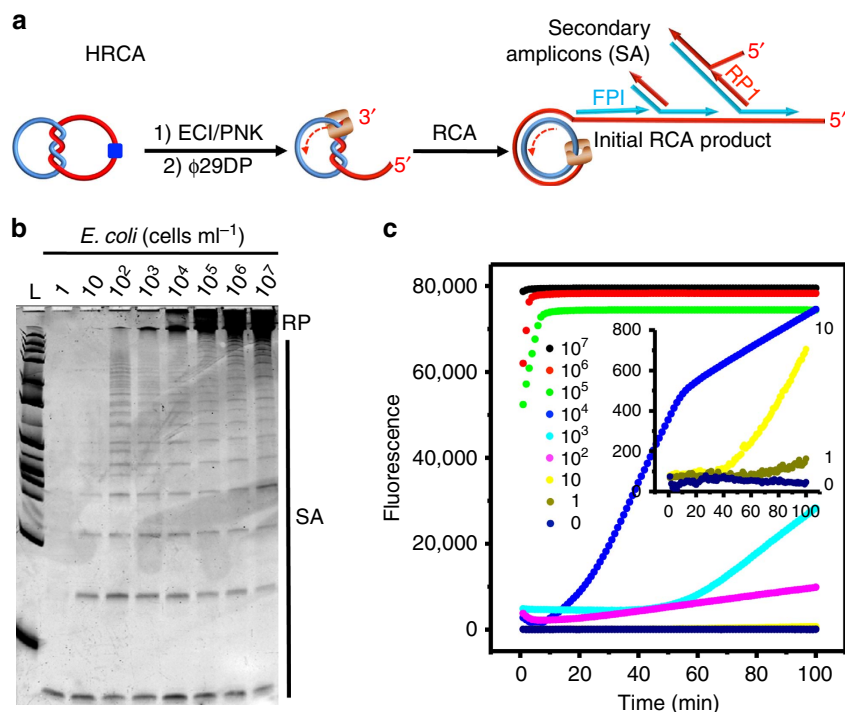 a
HRCA
1) ECI/PNK
2) ϕ29DP
3′
5′
RCA
Secondary
amplicons (SA)
FPI
RP1
5′
5′
Initial RCA product
b
E. coli (cells ml⁻¹)
L 1 10 10² 10³ 10⁴ 10⁵ 10⁶ 10⁷
RP
SA
c
Fluorescence
80,000
60,000
40,000
20,000
0
0 20 40 60 80 100
Time (min)
10⁷
10⁶
10⁵
10⁴
10³
10²
10
1
0
800
600
400
200
0
0 20 40 60 80 100
10
1
0